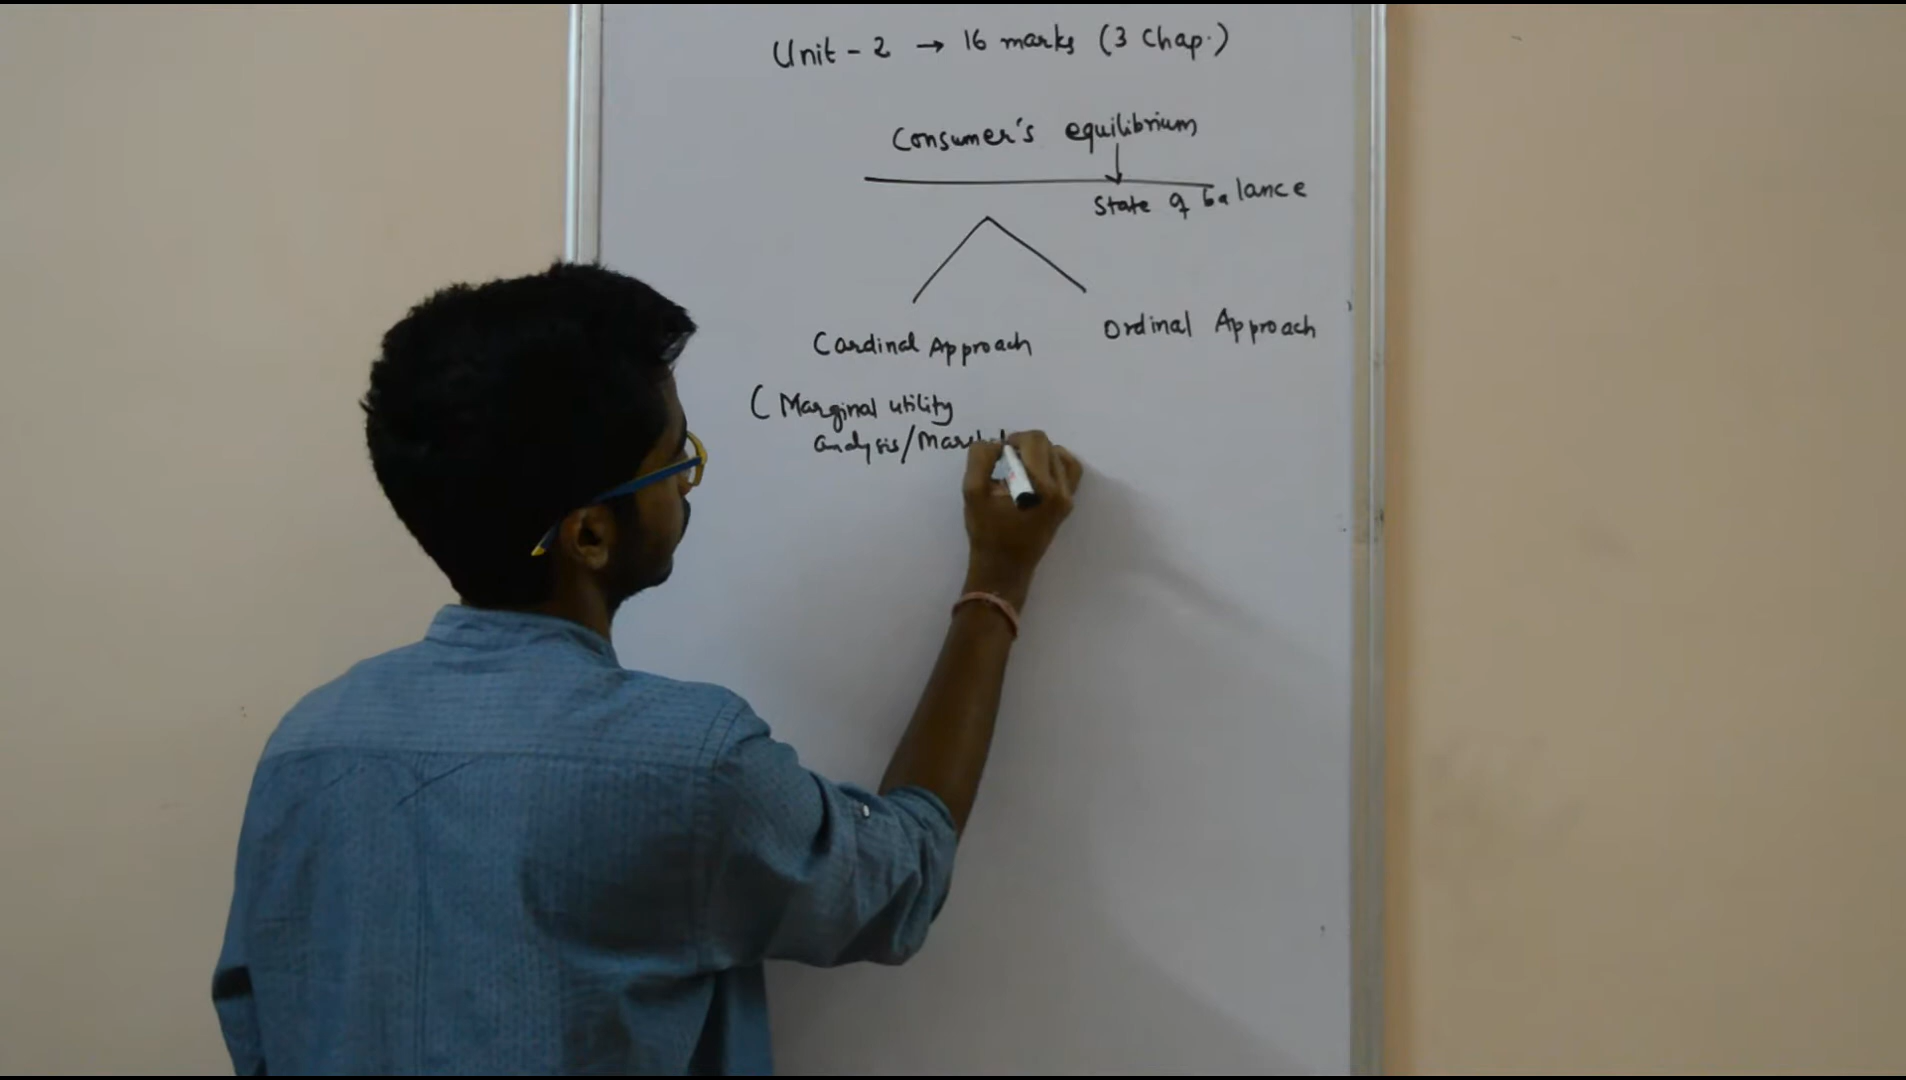 Unit - 2 → 16 marks (3 Chap.)
Consumer's equilibrium
State of balance
Cardinal Approach
Ordinal Approach
( Marginal utility
analysis/